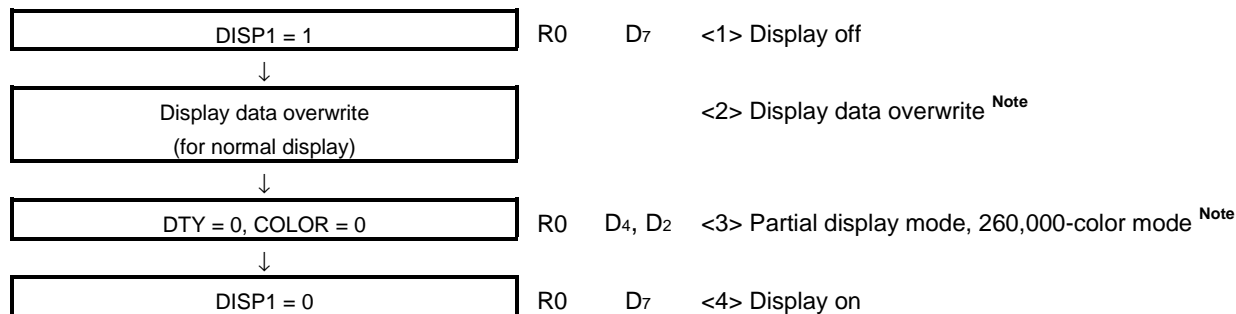 DISP1 = 1 R0 D7 <1> Display off
↓
Display data overwrite <2> Display data overwrite Note
(for normal display)
↓
DTY = 0, COLOR = 0 R0 D4, D2 <3> Partial display mode, 260,000-color mode Note
↓
DISP1 = 0 R0 D7 <4> Display on